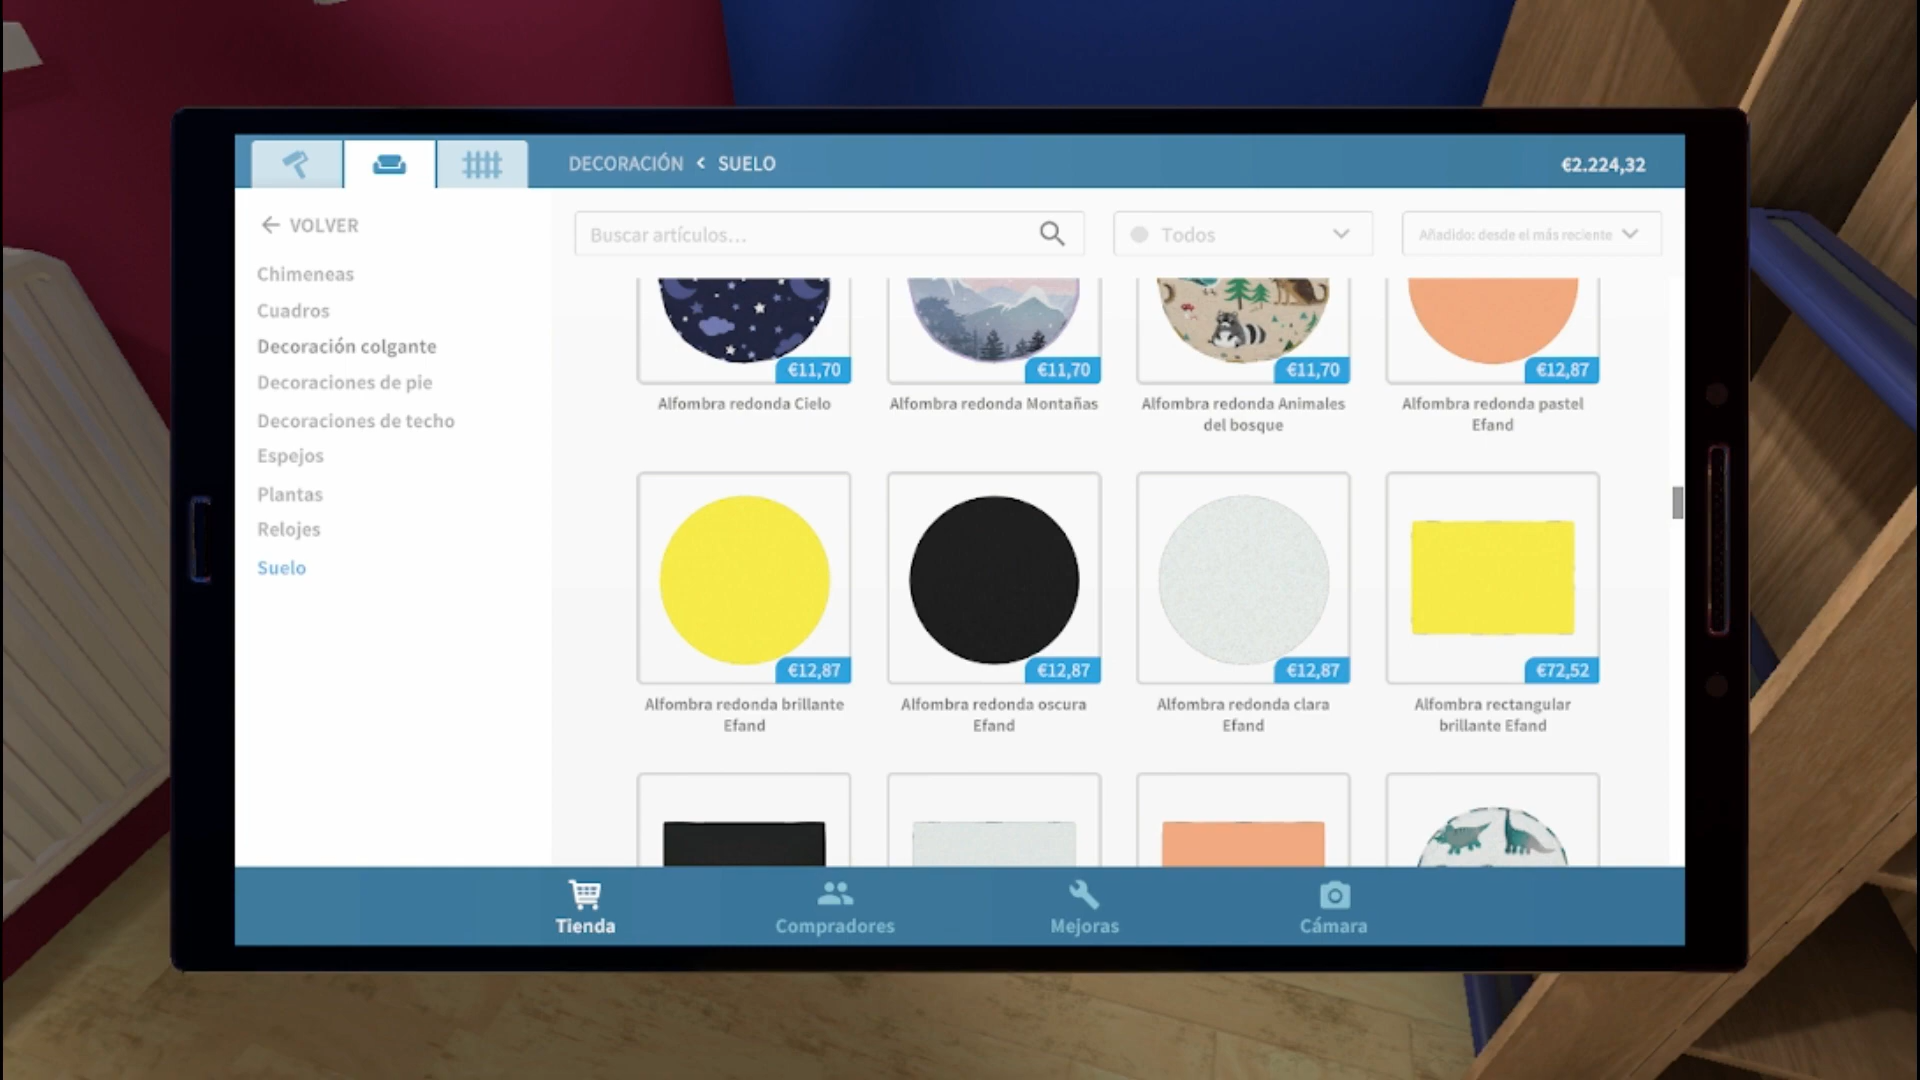 DECORACIÓN < SUELO
€2.224,32
VOLVER
Chimeneas
Cuadros
Decoración colgante
Decoraciones de pie
Decoraciones de techo
Espejos
Plantas
Relojes
Suelo
Buscar artículos...
Todos
Añadido: desde el más reciente
€11,70
€11,70
€11,70
€12,87
Alfombra redonda Cielo
Alfombra redonda Montañas
Alfombra redonda Animales
del bosque
Alfombra redonda pastel
Efand
€12,87
€12,87
€12,87
€72,52
Alfombra redonda brillante
Efand
Alfombra redonda oscura
Efand
Alfombra redonda clara
Efand
Alfombra rectangular
brillante Efand
Tienda
Compradores
Mejoras
Cámara